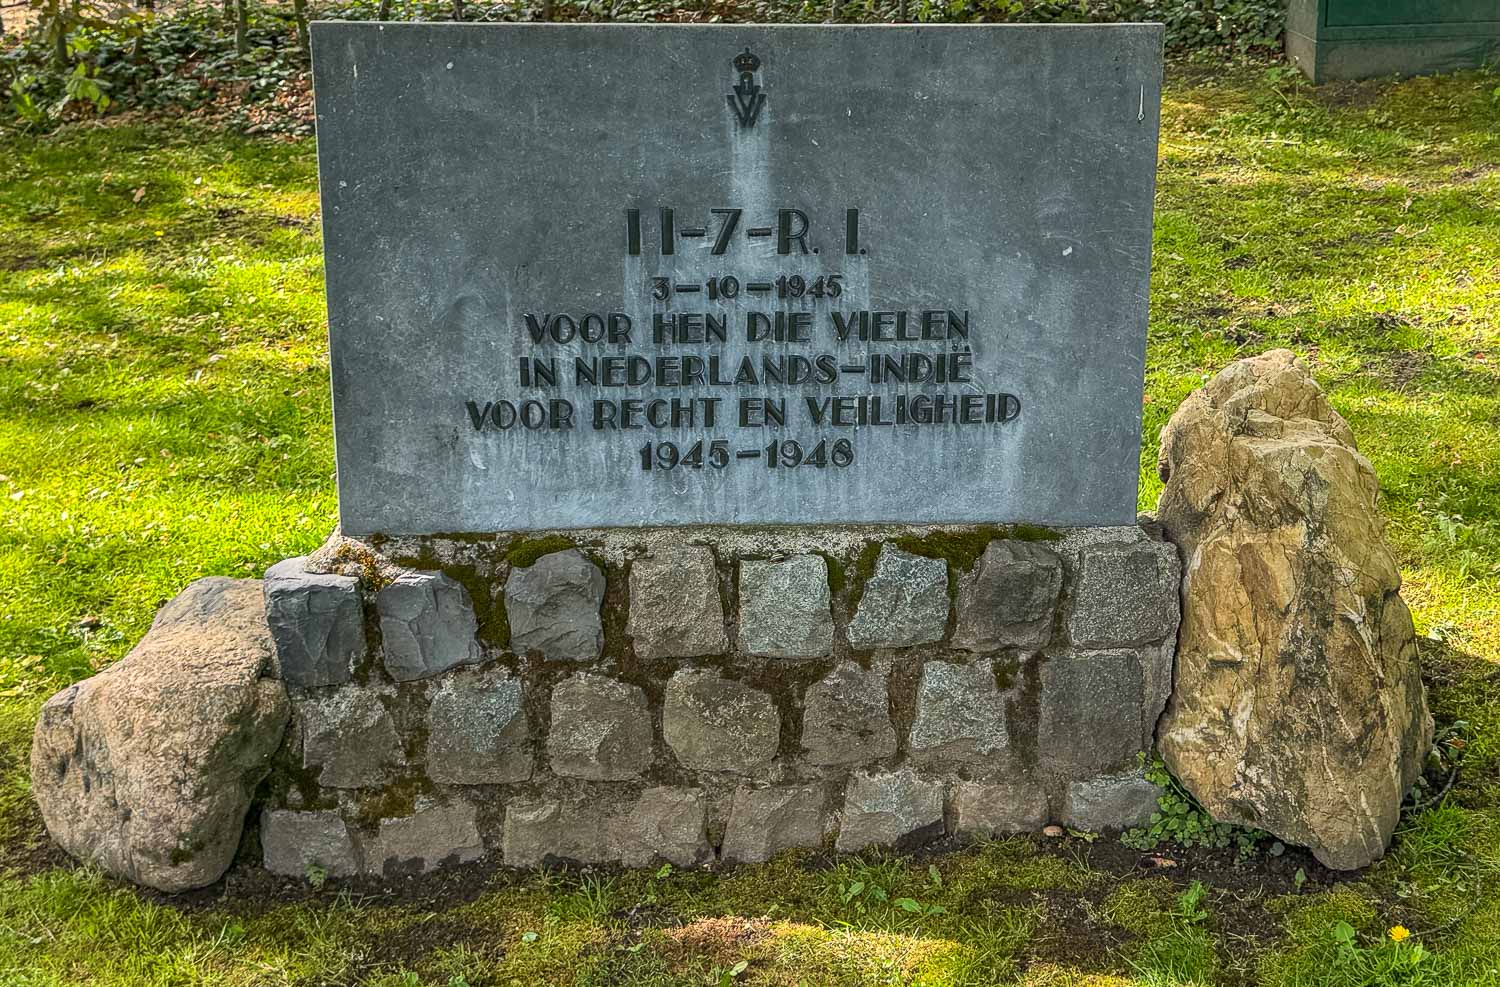 W
11-7-R.I.
3-10-1945
VOOR HEN DIE VIELEN
IN NEDERLANDS-INDIË
VOOR RECHT EN VEILIGHEID
1945-1948